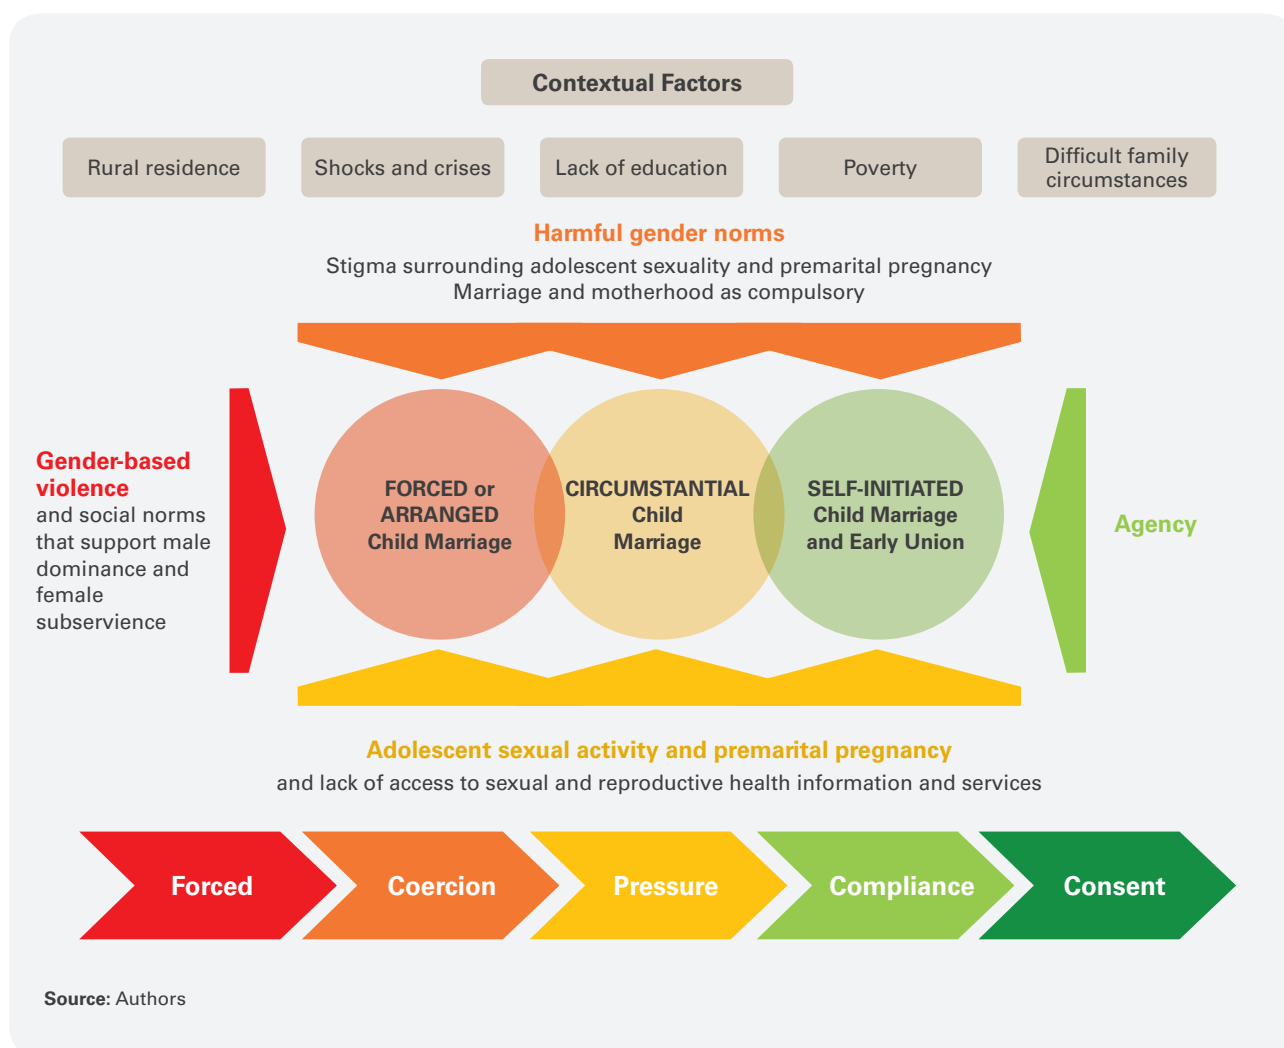 Contextual Factors
Rural residence
Shocks and crises
Lack of education
Poverty
Difficult family
circumstances
Harmful gender norms
Stigma surrounding adolescent sexuality and premarital pregnancy
Marriage and motherhood as compulsory
Gender-based
violence
and social norms
that support male
dominance and
female
subservience
FORCED or
ARRANGED
Child Marriage
CIRCUMSTANTIAL
Child
Marriage
SELF-INITIATED
Child Marriage
and Early Union
Agency
Adolescent sexual activity and premarital pregnancy
and lack of access to sexual and reproductive health information and services
Forced
Coercion
Pressure
Compliance
Consent
Source: Authors